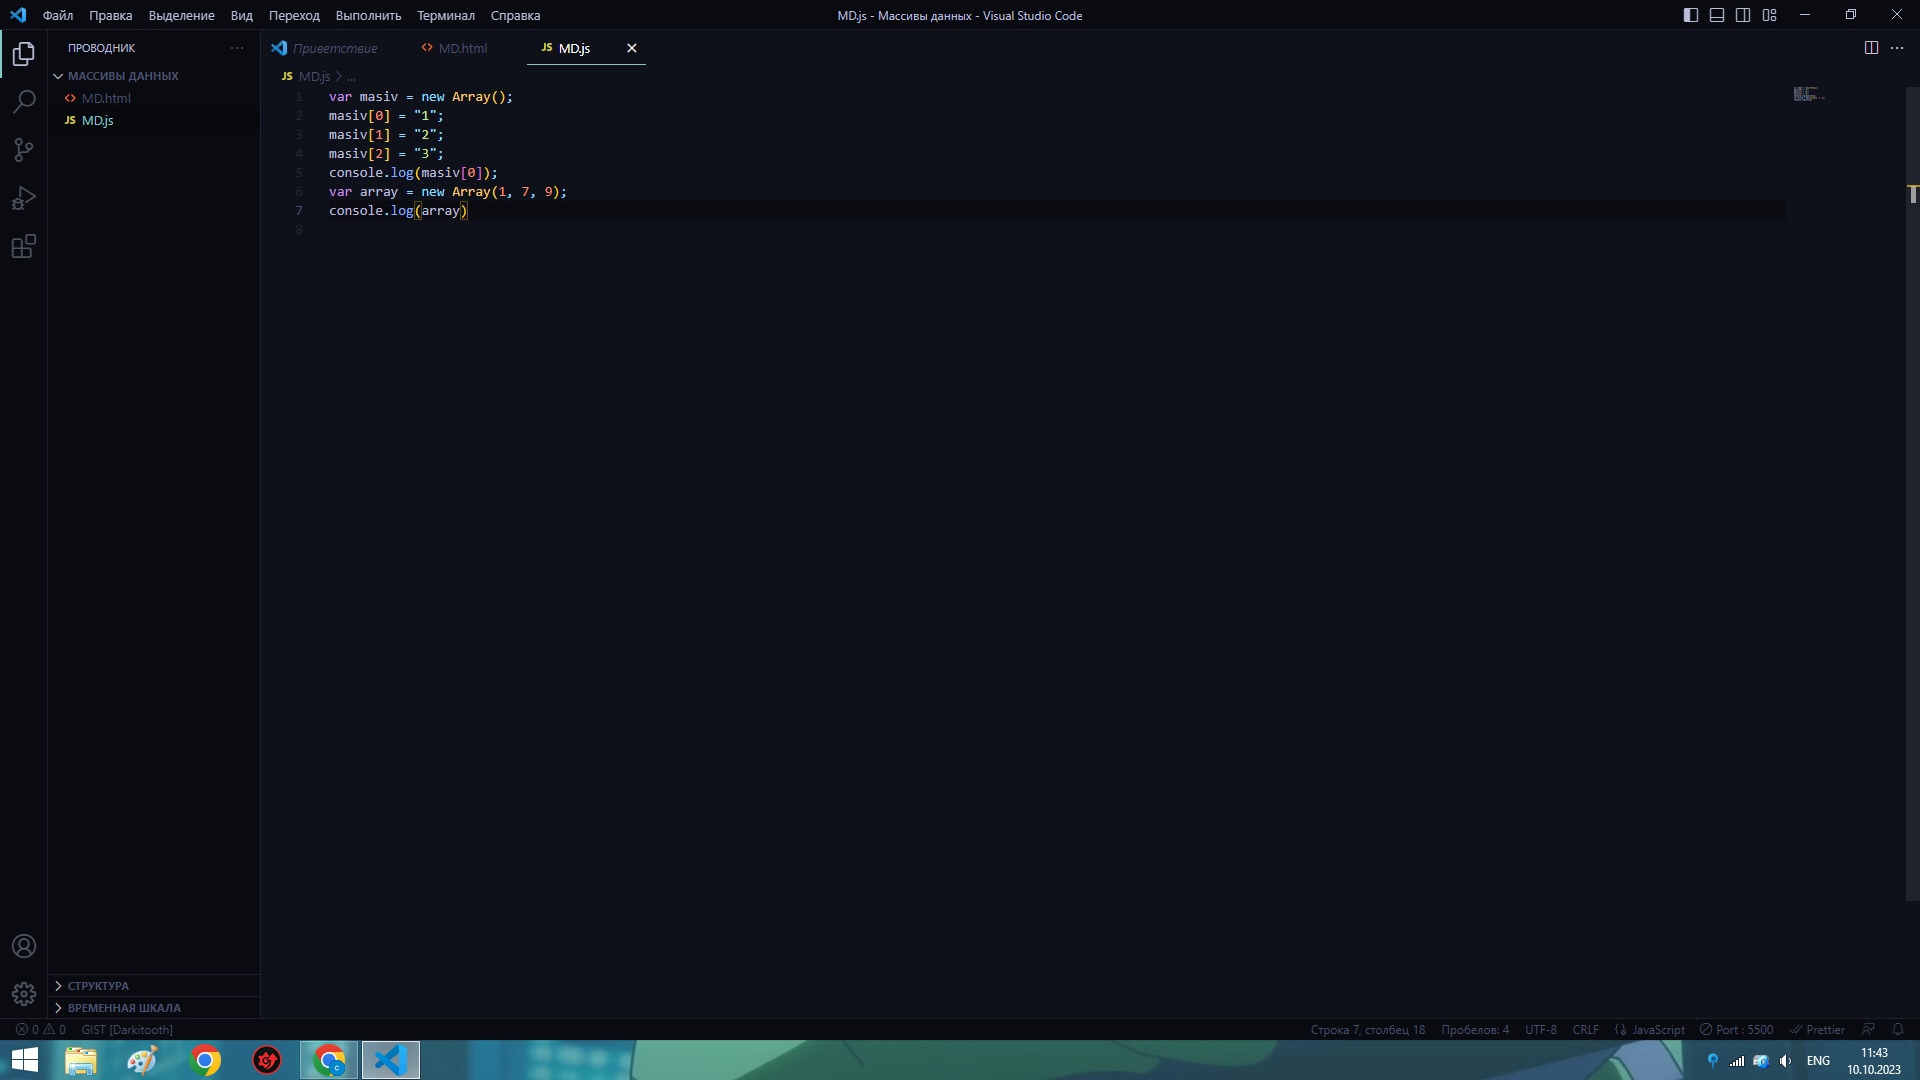 Файл Правка Выделение Вид Переход Выполнить Терминал Справка
MD.js - Массивы данных - Visual Studio Code
ПРОВОДНИК
МАССИВЫ ДАННЫХ
MD.html
JS MD.js
Приветствие
MD.html
JS MD.js
JS MD.js > ...
1 var masiv = new Array();
2 masiv[0] = "1";
3 masiv[1] = "2";
4 masiv[2] = "3";
5 console.log(masiv[0]);
6 var array = new Array(1, 7, 9);
7 console.log(array)
8
СТРУКТУРА
ВРЕМЕННАЯ ШКАЛА
0 0 GIST [Darkitooth]
Строка 7, столбец 18 Пробелов: 4 UTF-8 CRLF JavaScript Port : 5500 Prettier
ENG
11:43
10.10.2023